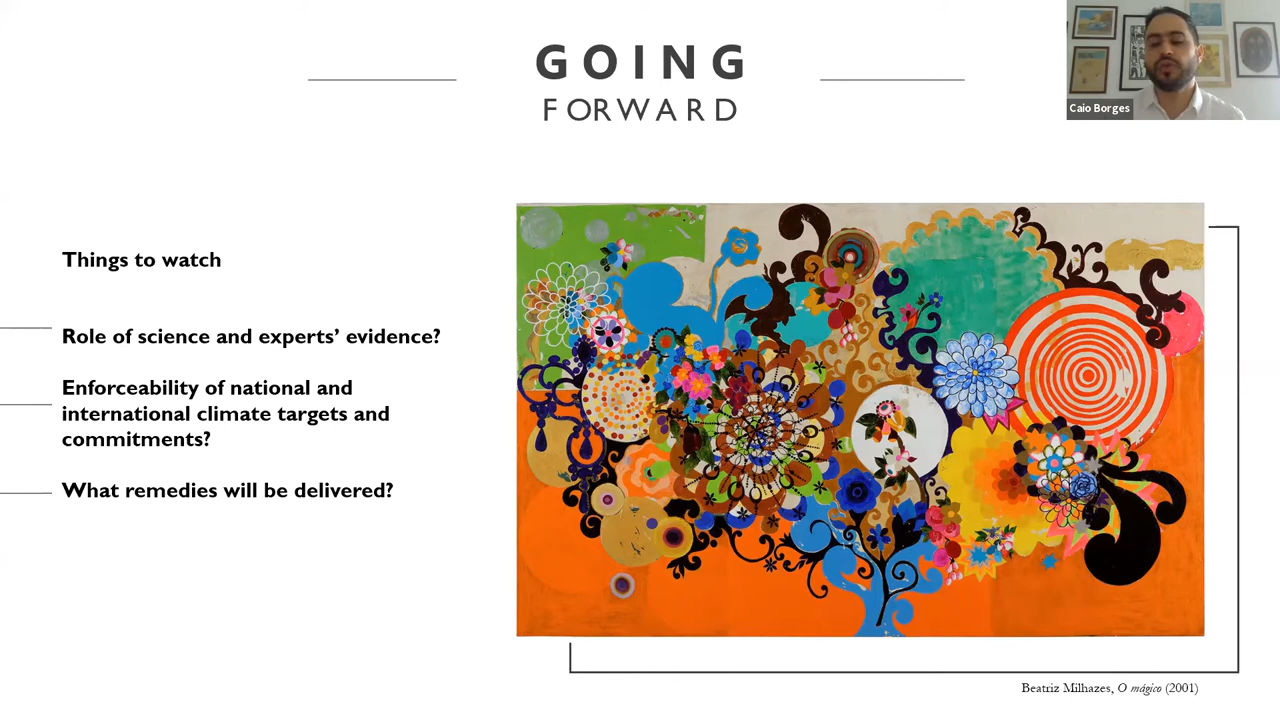 GOING
FORWARD
Caio Borges
Things to watch
Role of science and experts’ evidence?
Enforceability of national and
international climate targets and
commitments?
What remedies will be delivered?
Beatriz Milhazes, O mágico (2001)